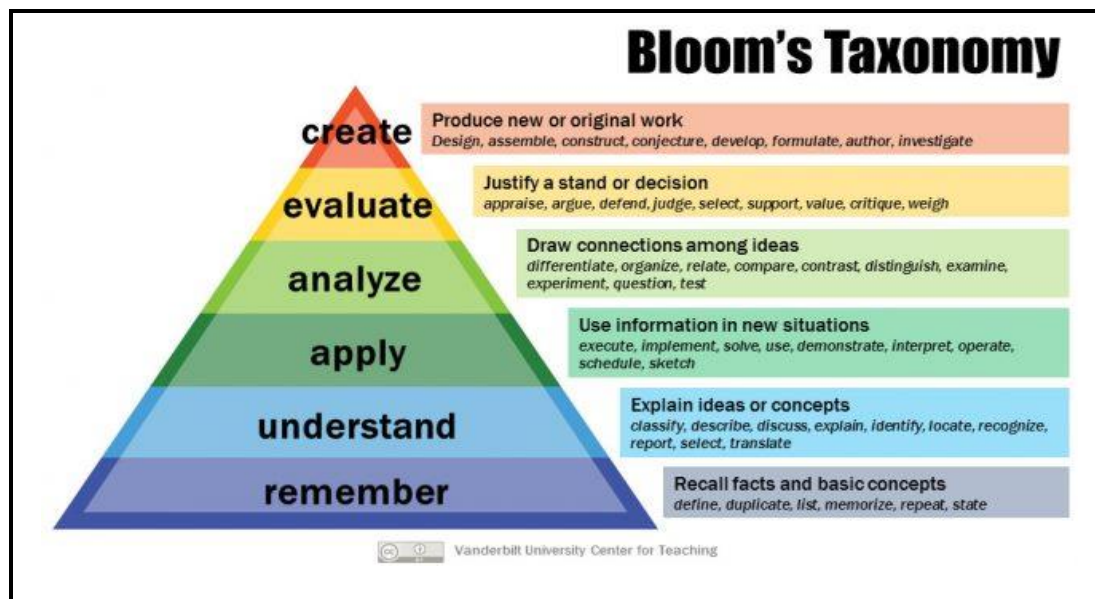 Bloom's Taxonomy
create
Produce new or original work
Design, assemble, construct, conjecture, develop, formulate, author, investigate
evaluate
Justify a stand or decision
appraise, argue, defend, judge, select, support, value, critique, weigh
analyze
Draw connections among ideas
differentiate, organize, relate, compare, contrast, distinguish, examine,
experiment, question, test
apply
Use information in new situations
execute, implement, solve, use, demonstrate, interpret, operate,
schedule, sketch
understand
Explain ideas or concepts
classify, describe, discuss, explain, identify, locate, recognize,
report, select, translate
remember
Recall facts and basic concepts
define, duplicate, list, memorize, repeat, state
cc
Vanderbilt University Center for Teaching